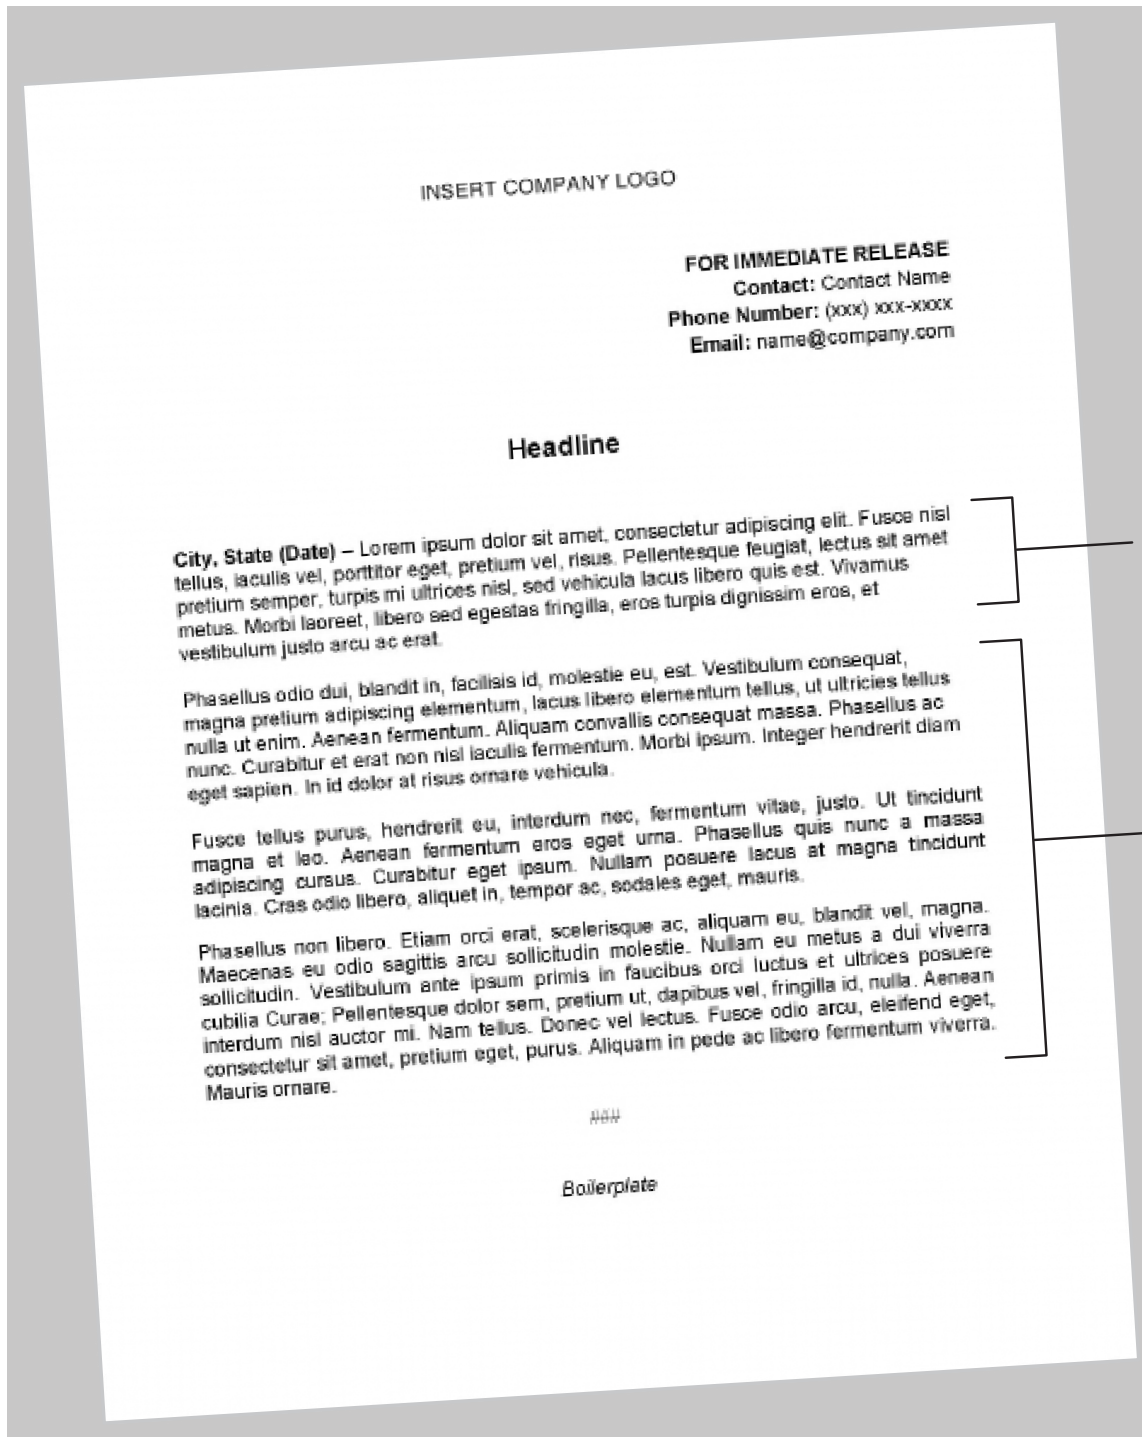 INSERT COMPANY LOGO
FOR IMMEDIATE RELEASE
Contact: Contact Name
Phone Number: (xxx) xxx-xxxx
Email: name@company.com
Headline
City, State (Date) – Lorem ipsum dolor sit amet, consectetur adipiscing elit. Fusce nisl
tellus, iaculis vel, porttitor eget, pretium vel, risus. Pellentesque feugiat, lectus sit amet
pretium semper, turpis mi ultrices nisl, sed vehicula lacus libero quis est. Vivamus
metus. Morbi laoreet, libero sed egestas fringilla, eros turpis dignissim eros, et
vestibulum justo arcu ac erat.
Phasellus odio dui, blandit in, facilisis id, molestie eu, est. Vestibulum consequat,
magna pretium adipiscing elementum, lacus libero elementum tellus, ut ultricies tellus
nulla ut enim. Aenean fermentum. Aliquam convallis consequat massa. Phasellus ac
nunc. Curabitur et erat non nisl iaculis fermentum. Morbi ipsum. Integer hendrerit diam
eget sapien. In id dolor at risus ornare vehicula.
Fusce tellus purus, hendrerit eu, interdum nec, fermentum vitae, justo. Ut tincidunt
magna et leo. Aenean fermentum eros eget urna. Phasellus quis nunc a massa
adipiscing cursus. Curabitur eget ipsum. Nullam posuere lacus at magna tincidunt
lacinia. Cras odio libero, aliquet in, tempor ac, sodales eget, mauris.
Phasellus non libero. Etiam orci erat, scelerisque ac, aliquam eu, blandit vel, magna.
Maecenas eu odio sagittis arcu sollicitudin molestie. Nullam eu metus a dui viverra
sollicitudin. Vestibulum ante ipsum primis in faucibus orci luctus et ultrices posuere
cubilia Curae; Pellentesque dolor sem, pretium ut, dapibus vel, fringilla id, nulla. Aenean
interdum nisl auctor mi. Nam tellus. Donec vel lectus. Fusce odio arcu, eleifend eget,
consectetur sit amet, pretium eget, purus. Aliquam in pede ac libero fermentum viverra.
Mauris ornare.
###
Boilerplate